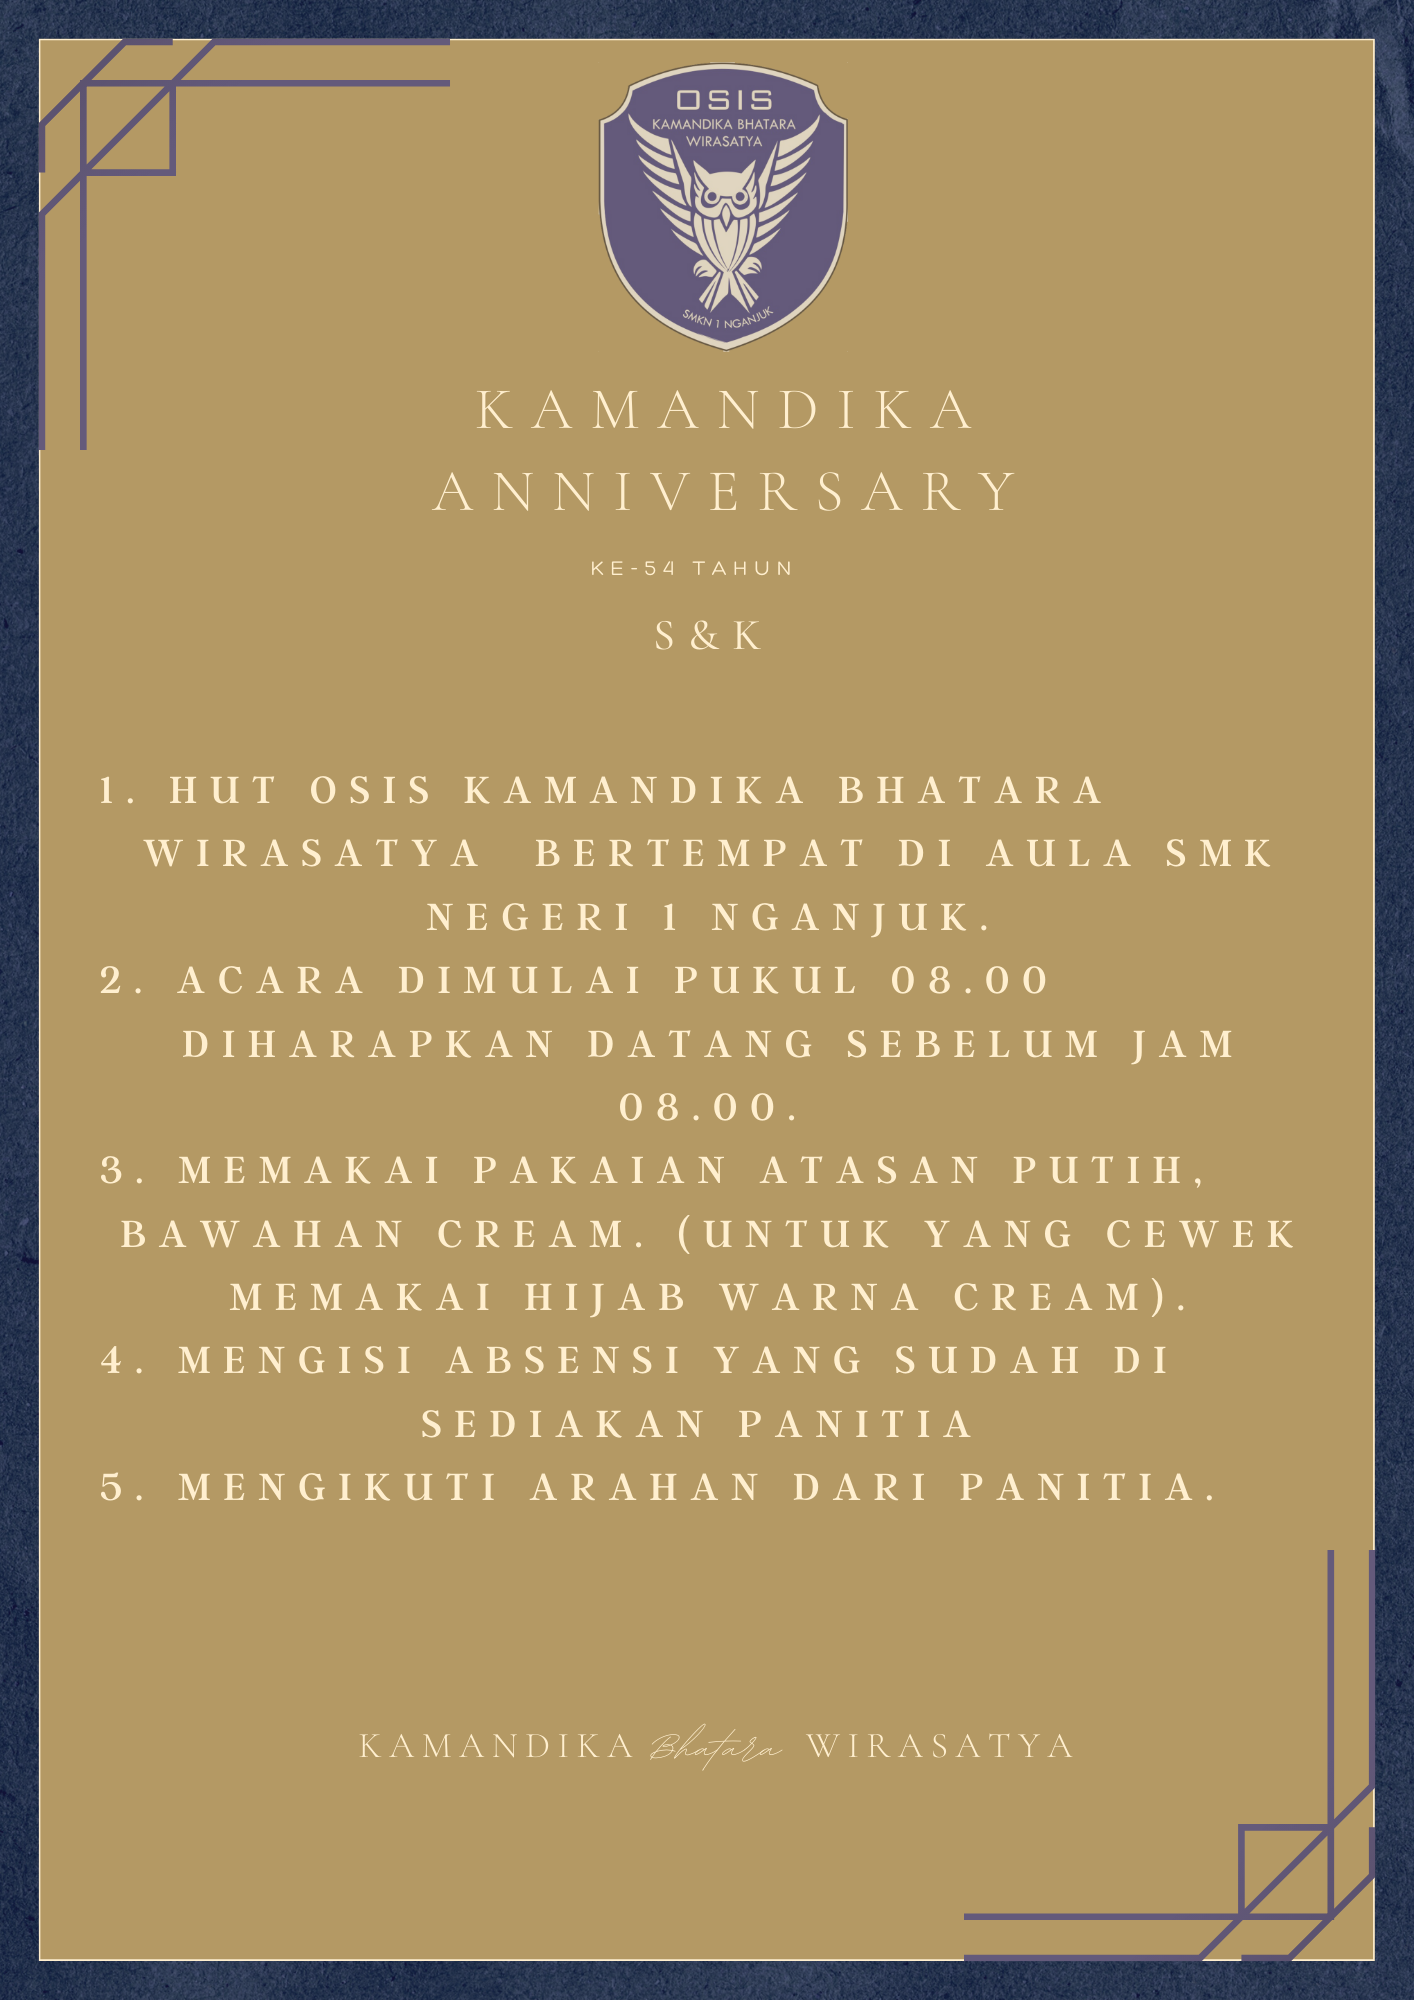 OSIS
KAMANDIKA BHATARA
WIRASATYA
SMKN 1 NGANJUK
KAMANDIKA
ANNIVERSARY
KE-54 TAHUN
S&K
1. HUT OSIS KAMANDIKA BHATARA
WIRASATYA BERTEMPAT DI AULA SMK
NEGERI 1 NGANJUK.
2. ACARA DIMULAI PUKUL 08.00
DIHARAPKAN DATANG SEBELUM JAM
08.00.
3. MEMAKAI PAKAIAN ATASAN PUTIH,
BAWAHAN CREAM. (UNTUK YANG CEWEK
MEMAKAI HIJAB WARNA CREAM).
4. MENGISI ABSENSI YANG SUDAH DI
SEDIAKAN PANITIA
5. MENGIKUTI ARAHAN DARI PANITIA.
KAMANDIKA Bhatara WIRASATYA